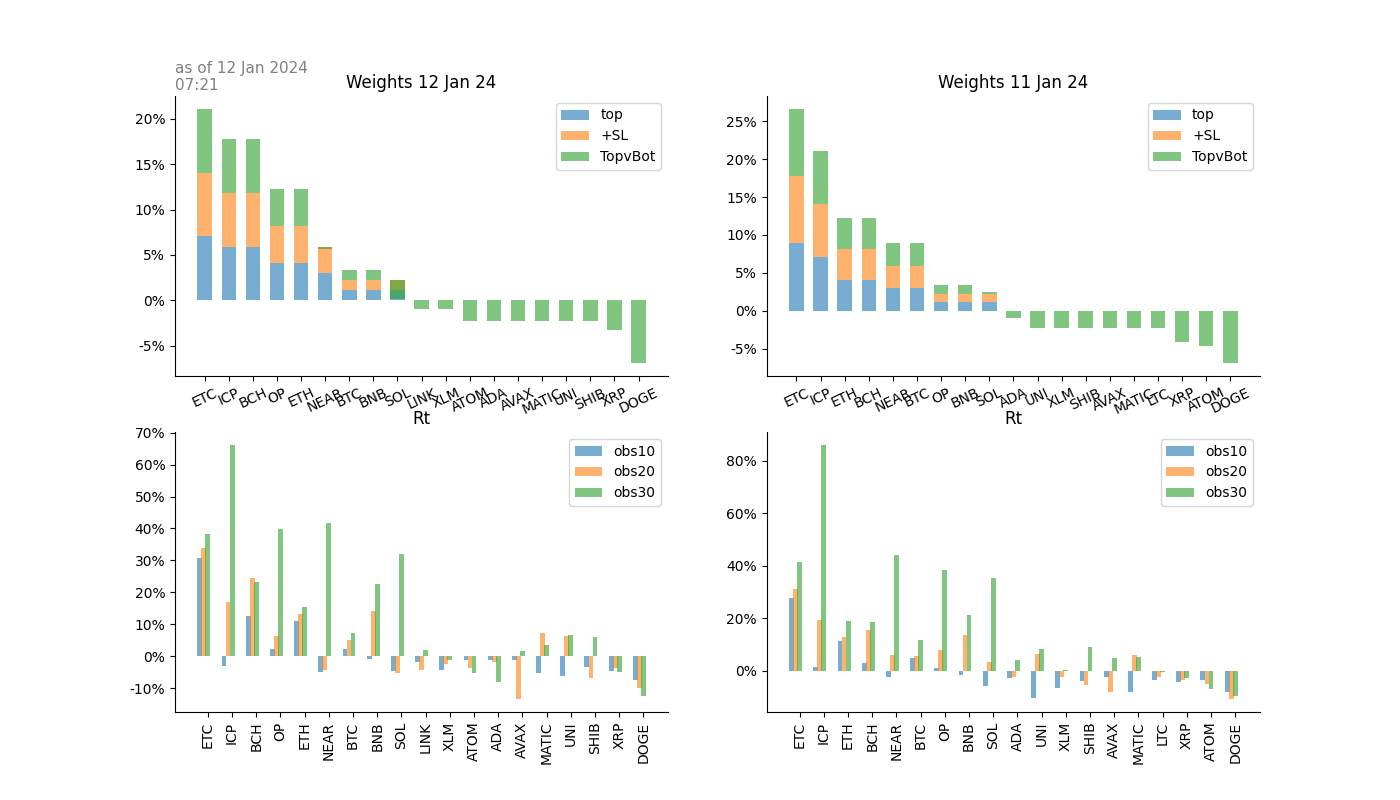 as of 12 Jan 2024
07:21
Weights 12 Jan 24
20%
15%
10%
5%
0%
-5%
top
+SL
TopvBot
ETC ICP BCH OP ETH NEAR BTC BNB SOL LINK XLM ATOM ADA AVAX MATIC UNI SHIB XRP DOGE
Weights 11 Jan 24
25%
20%
15%
10%
5%
0%
-5%
top
+SL
TopvBot
ETC ICP ETH BCH NEAR BTC OP BNB SOL ADA UNI XLM SHIB AVAX MATIC LTC XRP ATOM DOGE
Rt
70%
60%
50%
40%
30%
20%
10%
0%
-10%
obs10
obs20
obs30
ETC ICP BCH OP ETH NEAR BTC BNB SOL LINK XLM ATOM ADA AVAX MATIC UNI SHIB XRP DOGE
Rt
80%
60%
40%
20%
0%
obs10
obs20
obs30
ETC ICP ETH BCH NEAR BTC OP BNB SOL ADA UNI XLM SHIB AVAX MATIC LTC XRP ATOM DOGE